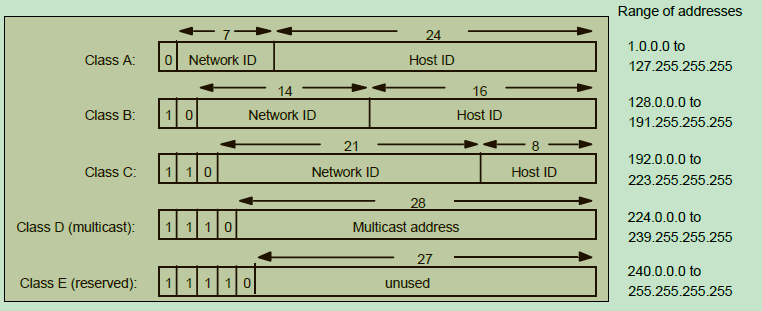 Range of addresses
7 24
Class A: 0 Network ID Host ID 1.0.0.0 to
127.255.255.255
14 16
Class B: 1 0 Network ID Host ID 128.0.0.0 to
191.255.255.255
21 8
Class C: 1 1 0 Network ID Host ID 192.0.0.0 to
223.255.255.255
28
Class D (multicast): 1 1 1 0 Multicast address 224.0.0.0 to
239.255.255.255
27
Class E (reserved): 1 1 1 1 0 unused 240.0.0.0 to
255.255.255.255